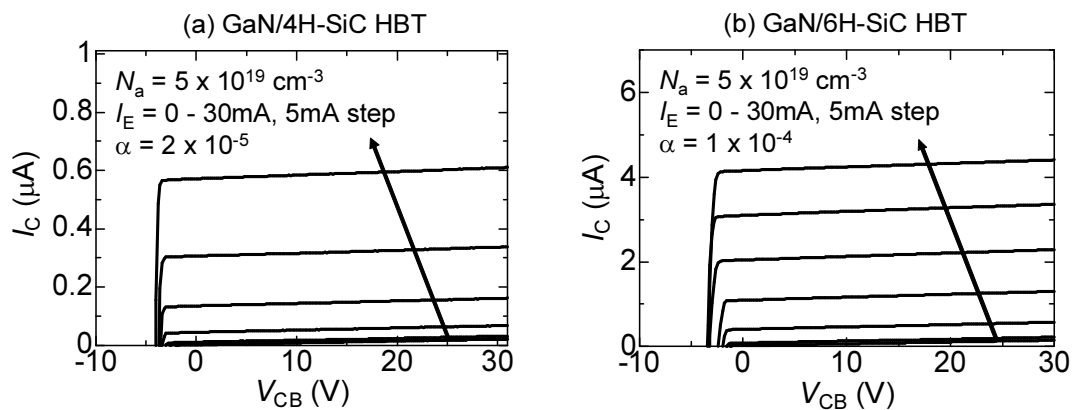 (a) GaN/4H-SiC HBT
1
0.8
0.6
0.4
0.2
0
-10
0
10
20
30
N_a = 5 x 10^19 cm^-3
I_E = 0 - 30mA, 5mA step
α = 2 x 10^-5
I_C (μA)
V_CB (V)
(b) GaN/6H-SiC HBT
6
4
2
0
-10
0
10
20
30
N_a = 5 x 10^19 cm^-3
I_E = 0 - 30mA, 5mA step
α = 1 x 10^-4
I_C (μA)
V_CB (V)